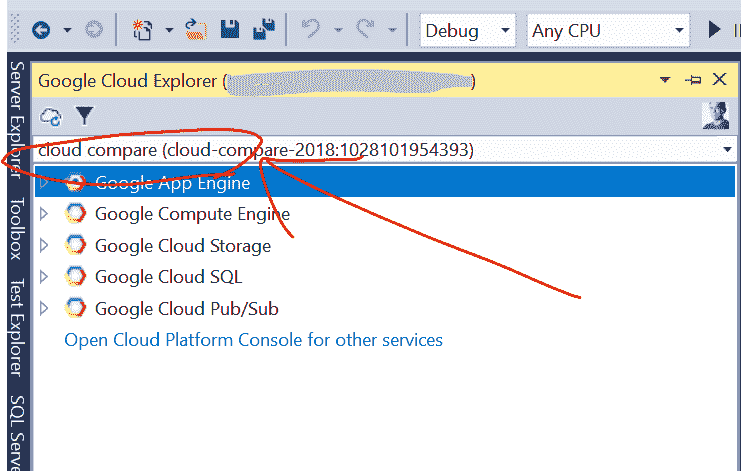 Debug
Any CPU
Server Explorer
Toolbox
Test Explorer
SQL Serve
Google Cloud Explorer ( )
cloud compare (cloud-compare-2018:1028101954393)
Google App Engine
Google Compute Engine
Google Cloud Storage
Google Cloud SQL
Google Cloud Pub/Sub
Open Cloud Platform Console for other services